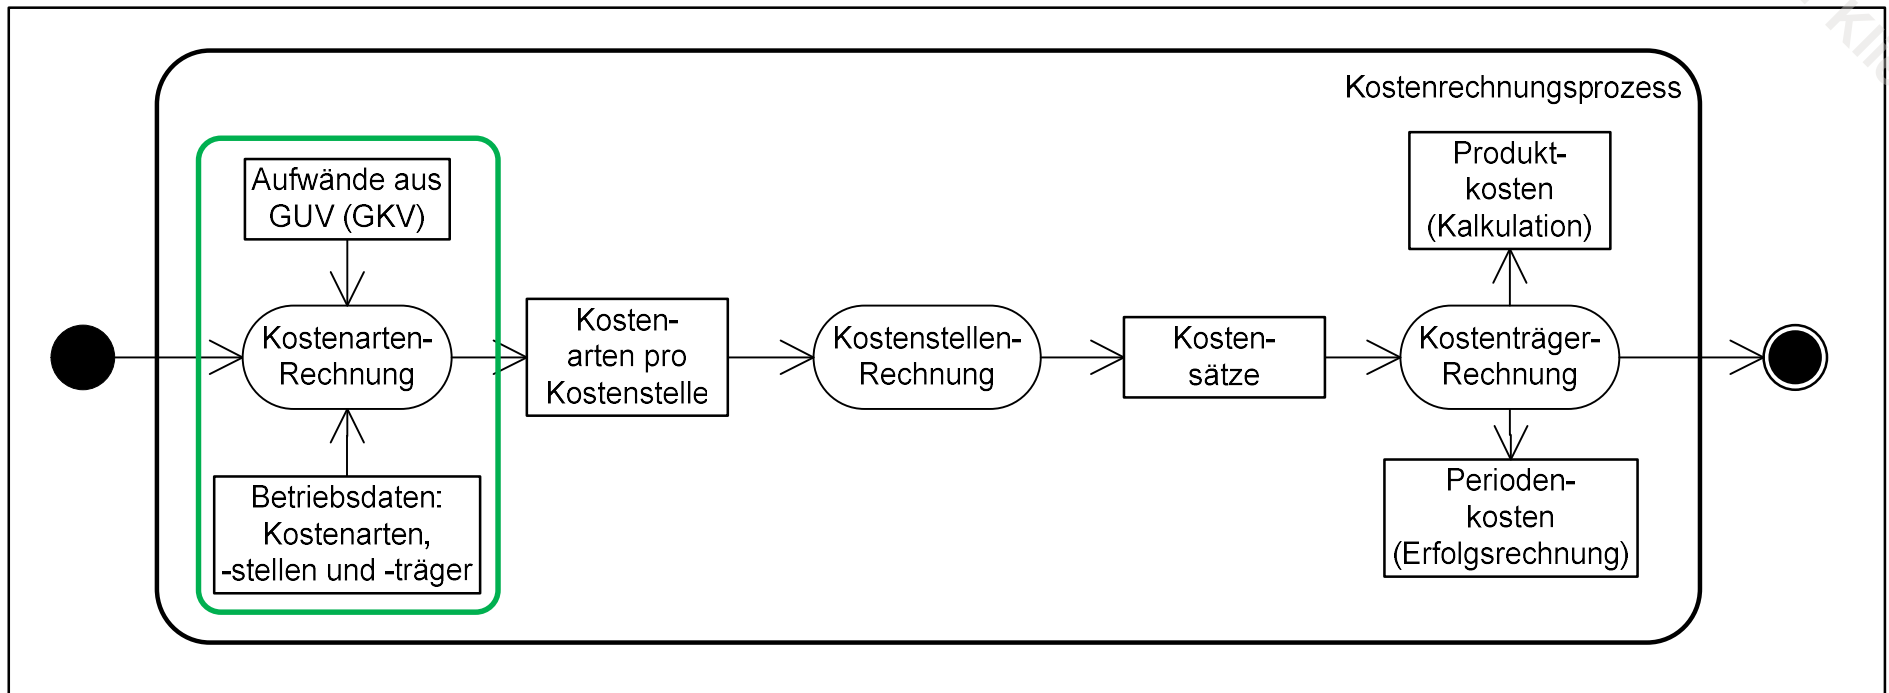 Kostenrechnungsprozess
Aufwände aus
GUV (GKV)
Kostenarten-
Rechnung
Betriebsdaten:
Kostenarten,
-stellen und -träger
Kosten-
arten pro
Kostenstelle
Kostenstellen-
Rechnung
Kosten-
sätze
Produkt-
kosten
(Kalkulation)
Kostenträger-
Rechnung
Perioden-
kosten
(Erfolgsrechnung)